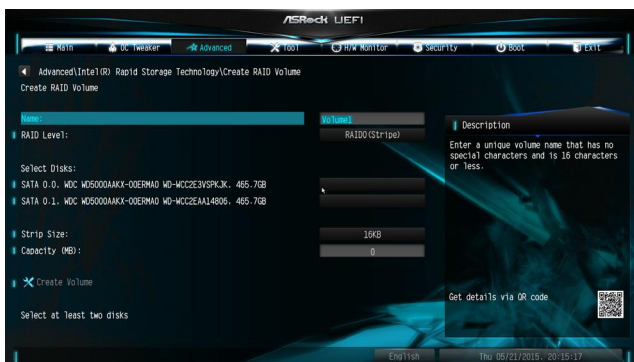 ASRock UEFI
Main OC Tweaker Advanced Tool H/W Monitor Security Boot Exit
Advanced\Intel(R) Rapid Storage Technology\Create RAID Volume
Create RAID Volume
Name: Volume1
RAID Level: RAID0(Stripe)
Select Disks:
SATA 0.0, WDC WD5000AAKX-00ERMA0 WD-WCC2E3VSPKJK, 465.7GB
SATA 0.1, WDC WD5000AAKX-00ERMA0 WD-WCC2EAA14806, 465.7GB
Strip Size: 16KB
Capacity (MB): 0
Create Volume
Select at least two disks
Description
Enter a unique volume name that has no
special characters and is 16 characters
or less.
Get details via QR code
English Thu 05/21/2015, 20:15:17